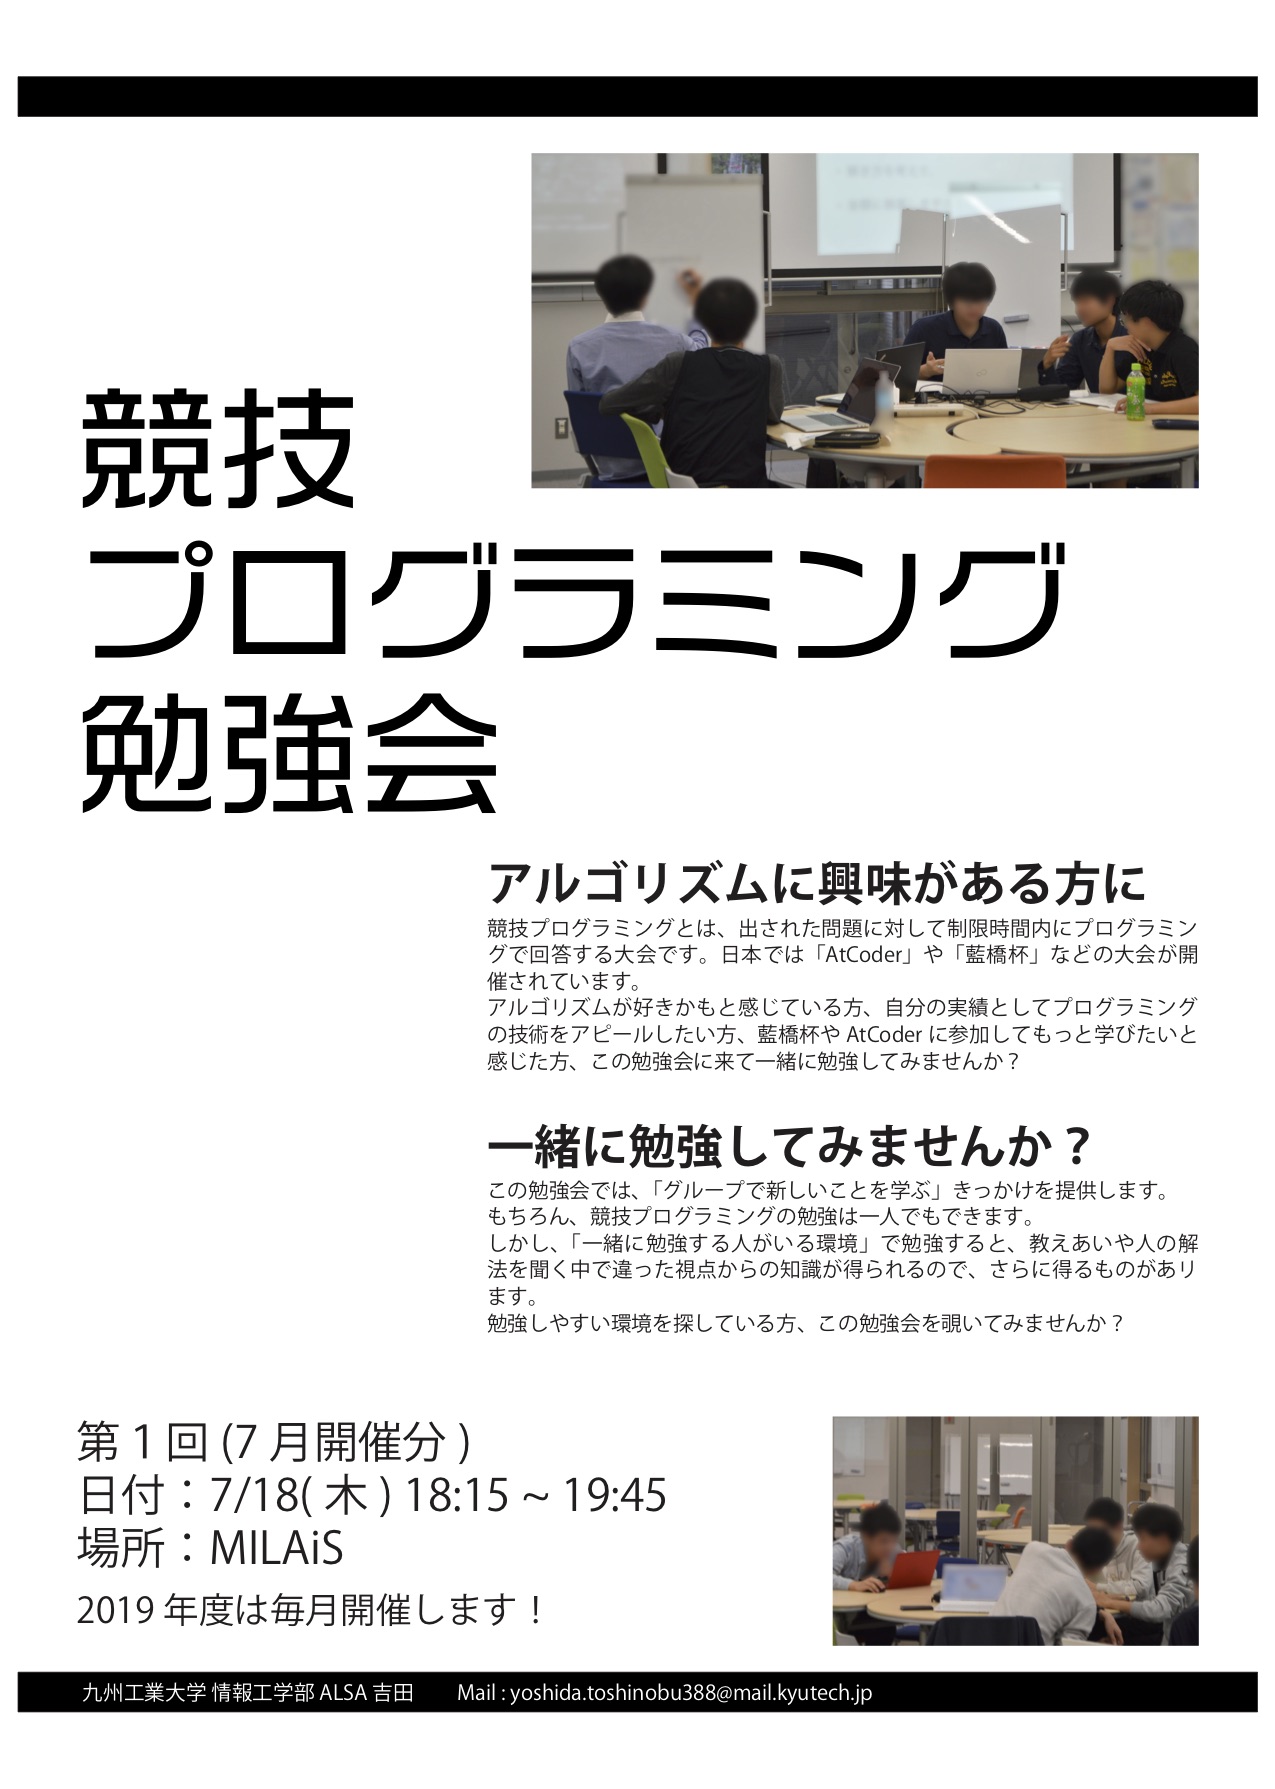 競技
プログラミング
勉強会
アルゴリズムに興味がある方に
競技プログラミングとは、出された問題に対して制限時間内にプログラミン
グで回答する大会です。日本では「AtCoder」や「藍橋杯」などの大会が開
催されています。
アルゴリズムが好きかもと感じている方、自分の実績としてプログラミング
の技術をアピールしたい方、藍橋杯や AtCoder に参加してもっと学びたいと
感じた方、この勉強会に来て一緒に勉強してみませんか？
一緒に勉強してみませんか？
この勉強会では、「グループで新しいことを学ぶ」きっかけを提供します。
もちろん、競技プログラミングの勉強は一人でもできます。
しかし、「一緒に勉強する人がいる環境」で勉強すると、教えあいや人の解
法を聞く中で違った視点からの知識が得られるので、さらに得るものがあり
ます。
勉強しやすい環境を探している方、この勉強会を覗いてみませんか？
第 1 回 (7 月開催分 )
日付：7/18( 木 ) 18:15 ~ 19:45
場所：MILAiS
2019 年度は毎月開催します！
九州工業大学 情報工学部 ALSA 吉田 Mail : yoshida.toshinobu388@mail.kyutech.jp